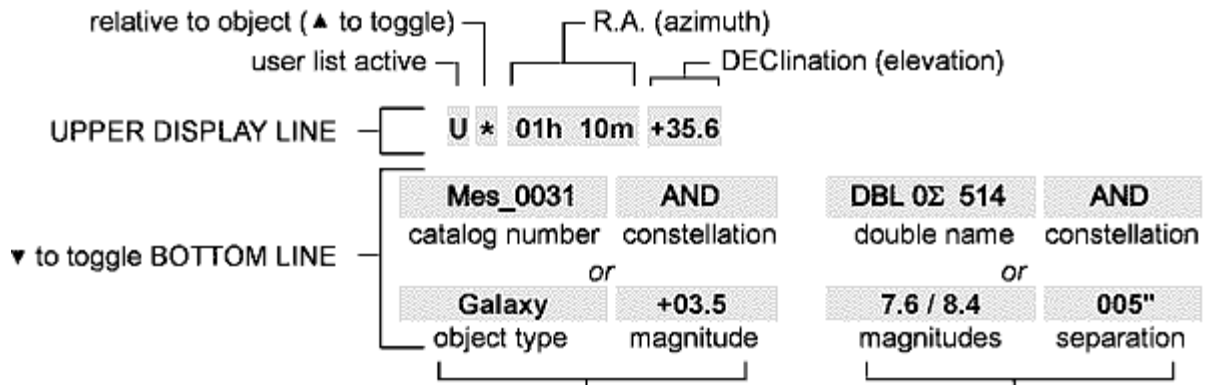 relative to object (▲ to toggle)
R.A. (azimuth)
user list active
DEClination (elevation)
UPPER DISPLAY LINE
U * 01h 10m +35.6
Mes_0031 AND DBL 0Σ 514 AND
catalog number constellation double name constellation
▼ to toggle BOTTOM LINE
or or
Galaxy +03.5 7.6 / 8.4 005"
object type magnitude magnitudes separation